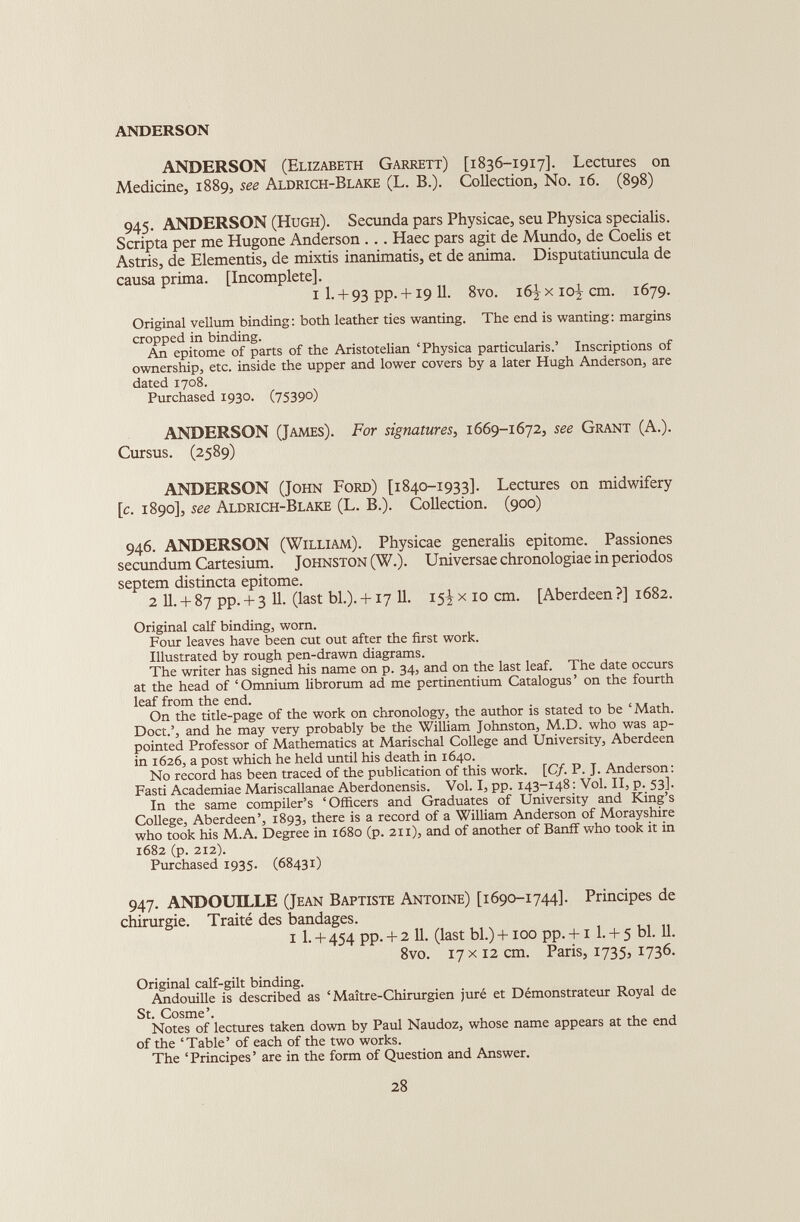 ANDERSON
ANDERSON (Elizabeth Garrett) [1836–1917]. Lectures on
Medicine, 1889, see Aldrich-Blake (L. B.). Collection, No. 16. (898)
945. ANDERSON (Hugh). Secunda pars Physicae, seu Physica specialis.
Scripta per me Hugone Anderson . . . Haec pars agit de Mundo, de Coelis et
Astris, de Elementis, de mixtis inanimatis, et de anima. Disputatiuncula de
causa prima. [Incomplete].
1 l. + 93 pp. + 19 ll. 8vo. 16½ × 10½ cm. 1679.
Original vellum binding: both leather ties wanting. The end is wanting: margins
cropped in binding.
An epitome of parts of the Aristotelian ‘Physica particularis.’ Inscriptions of
ownership, etc. inside the upper and lower covers by a later Hugh Anderson, are
dated 1708.
Purchased 1930. (75390)
ANDERSON (James). For signatures, 1669–1672, see Grant (A.).
Cursus. (2589)
ANDERSON (John Ford) [1840–1933]. Lectures on midwifery
[c. 1890], see Aldrich-Blake (L. B.). Collection. (900)
946. ANDERSON (William). Physicae generalis epitome. Passiones
secundum Cartesium. Johnston (W.). Universae chronologiae in periodos
septem distincta epitome.
2 ll. + 87 pp. + 3 ll. (last bl.). + 17 ll. 15½ × 10 cm. [Aberdeen?] 1682.
Original calf binding, worn.
Four leaves have been cut out after the first work.
Illustrated by rough pen-drawn diagrams.
The writer has signed his name on p. 34, and on the last leaf. The date occurs
at the head of ‘Omnium librorum ad me pertinentium Catalogus’ on the fourth
leaf from the end.
On the title-page of the work on chronology, the author is stated to be ‘Math.
Doct.’, and he may very probably be the William Johnston, M.D. who was ap-
pointed Professor of Mathematics at Marischal College and University, Aberdeen
in 1626, a post which he held until his death in 1640.
No record has been traced of the publication of this work. [Cf. P. J. Anderson:
Fasti Academiae Mariscallanae Aberdonensis. Vol. I, pp. 143–148: Vol. II, p. 53].
In the same compiler’s ‘Officers and Graduates of University and King’s
College, Aberdeen’, 1893, there is a record of a William Anderson of Morayshire
who took his M.A. Degree in 1680 (p. 211), and of another of Banff who took it in
1682 (p. 212).
Purchased 1935. (68431)
947. ANDOUILLE (Jean Baptiste Antoine) [1690–1744]. Principes de
chirurgie. Traité des bandages.
1 l. + 454 pp. + 2 ll. (last bl.) + 100 pp. + 1 l. + 5 bl. ll.
8vo. 17 × 12 cm. Paris, 1735, 1736.
Original calf-gilt binding.
Andouille is described as ‘Maître-Chirurgien juré et Démonstrateur Royal de
St. Cosme’.
Notes of lectures taken down by Paul Naudoz, whose name appears at the end
of the ‘Table’ of each of the two works.
The ‘Principes’ are in the form of Question and Answer.
28